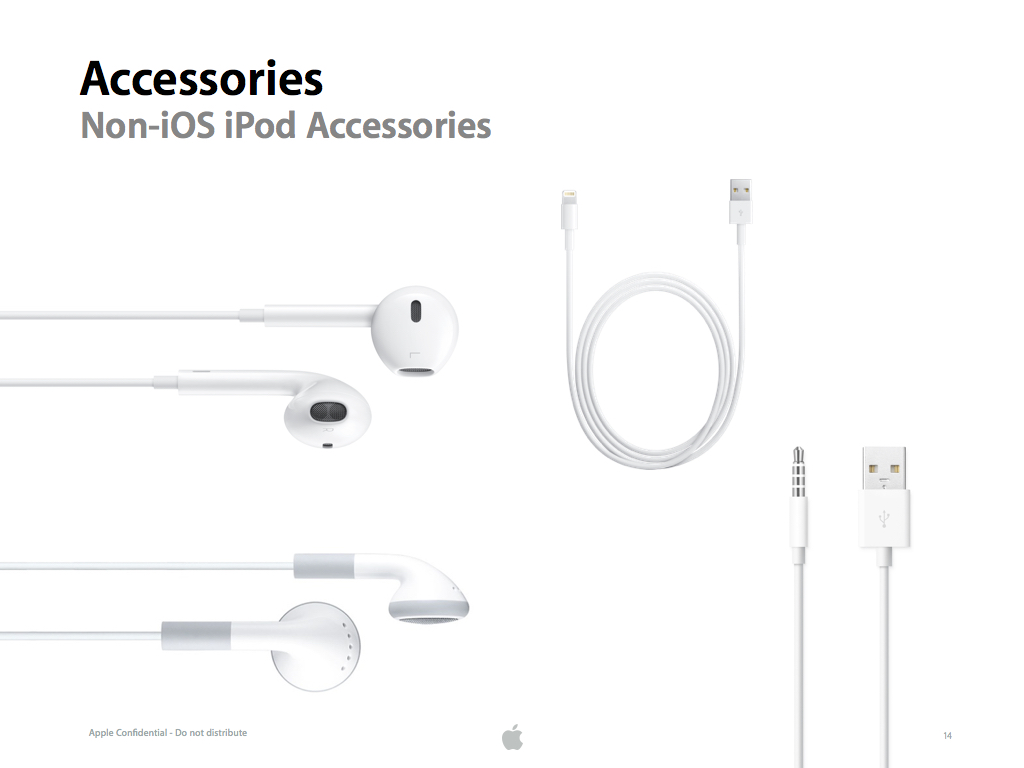 Accessories
Non-iOS iPod Accessories
Apple Confidential - Do not distribute
14